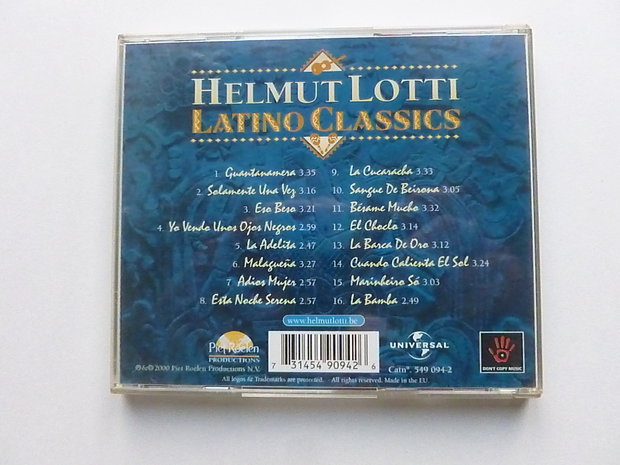 HELMUT LOTTI
LATINO CLASSICS
1. Guantanamera 3.35
2. Solamente Una Vez 3.16
3. Eso Beso 3.21
4. Yo Vendo Unos Ojos Negros 2.59
5. La Adelita 2.47
6. Malagueña 3.27
7. Adios Mujer 2.57
8. Esta Noche Serena 2.57
9. La Cucaracha 3.33
10. Sangue De Beirona 3.05
11. Bésame Mucho 3.32
12. El Choclo 3.14
13. La Barca De Oro 3.12
14. Cuando Calienta El Sol 3.24
15. Marinheiro Só 3.03
16. La Bamba 2.49
www.helmutlotti.be
Piet Roelen
PRODUCTIONS
℗ & © 2000 Piet Roelen Productions N.V.
7 31454 90942 6
All logos & Trademarks are protected. All rights reserved. Made in the EU
UNIVERSAL
Catn°. 549 094-2
DON'T COPY MUSIC